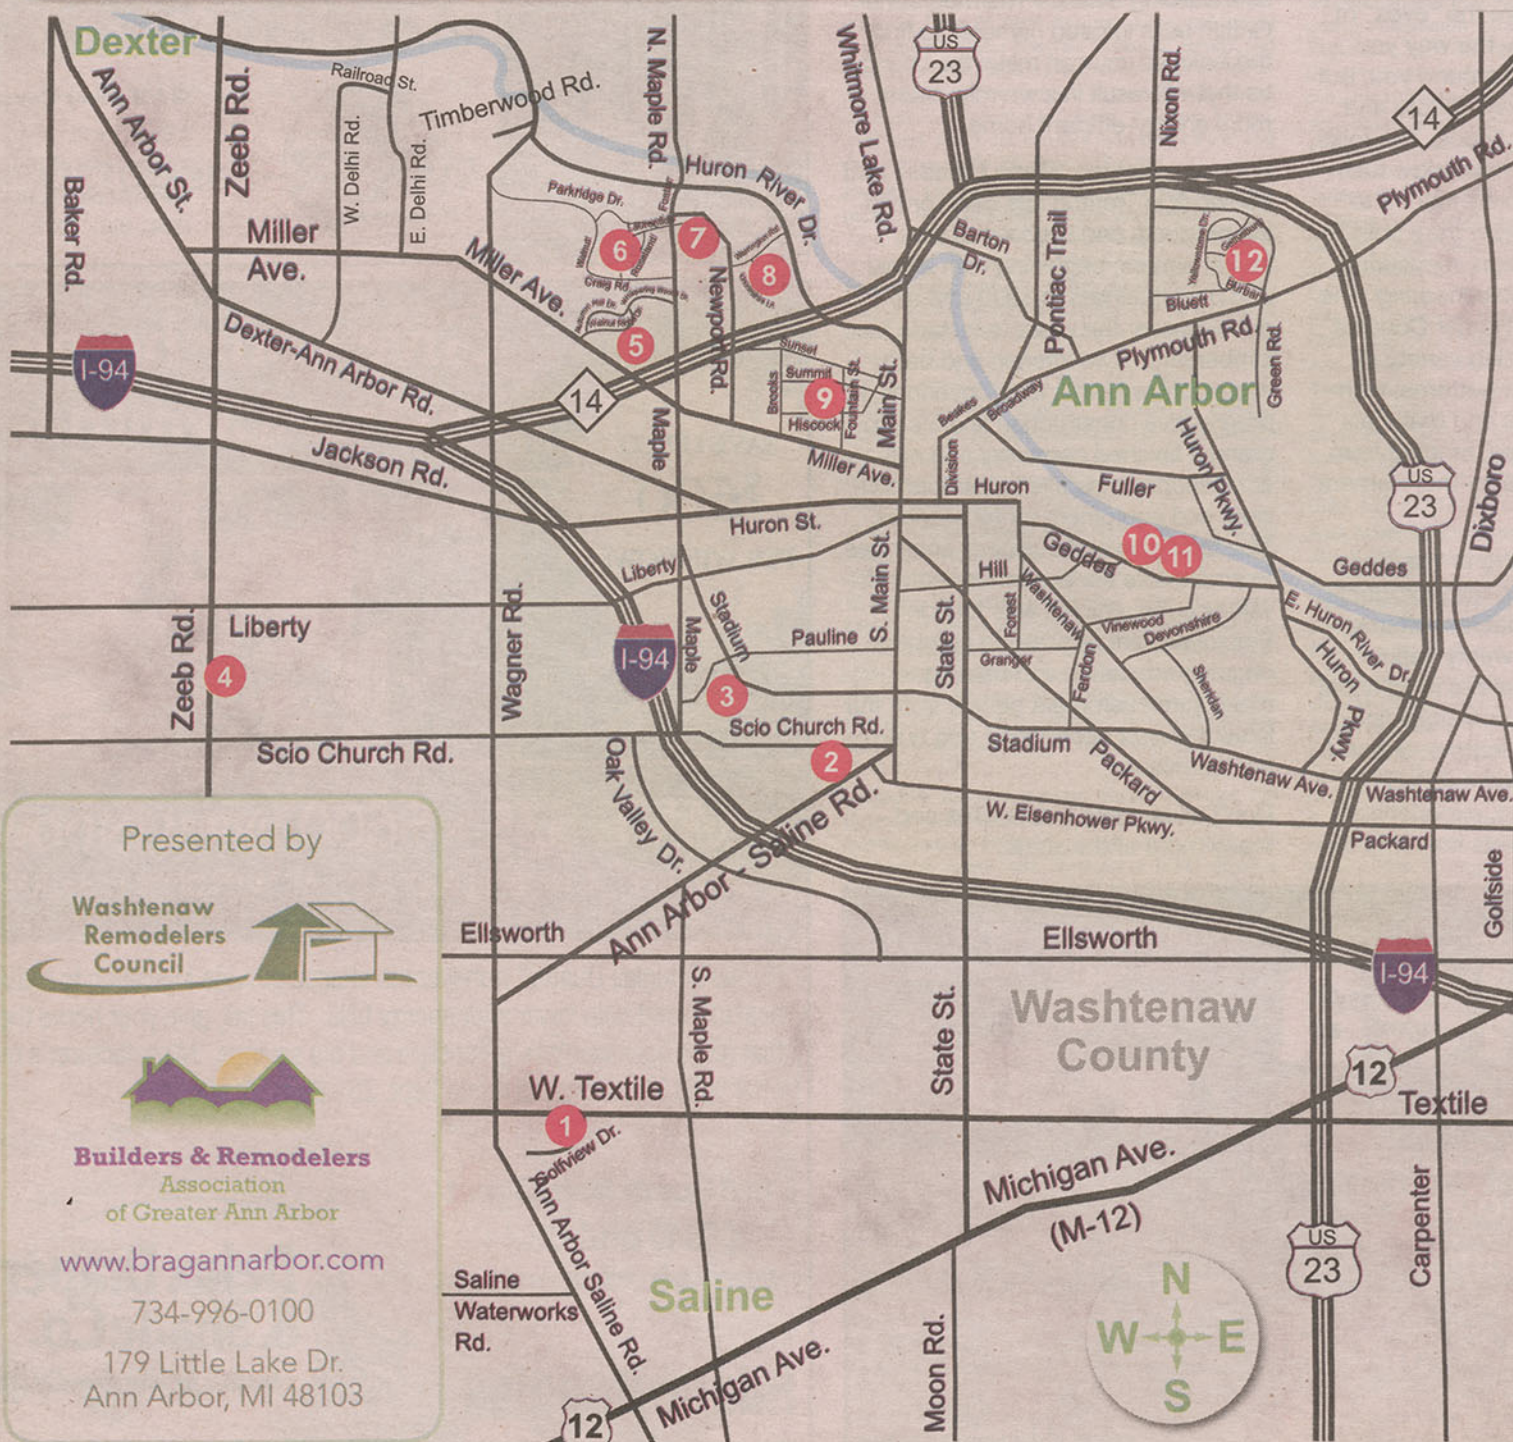 Dexter
Ann Arbor St.
Zeeb Rd.
Railroad St.
Timberwood Rd.
N. Maple Rd.
Whitmore Lake Rd.
US
23
Nixon Rd.
14
Plymouth Rd.
Baker Rd.
W. Delhi Rd.
E. Delhi Rd.
Huron River Dr.
Parkridge Dr.
Foster
Miller
Ave.
Miller Ave.
6
7
8
Craig Rd.
Newport Rd.
Barton
Dr.
Pontiac Trail
Yellowstone Dr.
12
Burbank
Bluett
Plymouth Rd.
Green Rd.
I-94
Dexter-Ann Arbor Rd.
5
14
Sunset
Summit
Brooks
9
Fountain St.
Hiscock
Main St.
Ann Arbor
Beakes
Broadway
Maple
Miller Ave.
Division
Huron
Fuller
Huron Pkwy.
US
23
Dixboro
Jackson Rd.
Huron St.
Geddes
10
11
Geddes
Liberty
Hill
Washtenaw
Forest
Zeeb Rd.
Liberty
Wagner Rd.
I-94
Maple
Stadium
Pauline
S. Main St.
State St.
Granger
Ferdon
Vinewood
Devonshire
Sheridan
E. Huron River Dr.
Huron
Pkwy.
4
3
Scio Church Rd.
Scio Church Rd.
2
Oak Valley Dr.
Stadium
Packard
Washtenaw Ave.
Washtenaw Ave.
W. Eisenhower Pkwy.
Packard
Golfside
Ann Arbor - Saline Rd.
Ellsworth
Ellsworth
I-94
S. Maple Rd.
State St.
Washtenaw
County
12
W. Textile
Textile
1
Golfview Dr.
Ann Arbor Saline Rd.
Michigan Ave.
(M-12)
US
23
Carpenter
Saline
Waterworks
Rd.
Saline
Michigan Ave.
12
Moon Rd.
N
W
E
S
Presented by
Washtenaw
Remodelers
Council
Builders & Remodelers
Association
of Greater Ann Arbor
www.bragannarbor.com
734-996-0100
179 Little Lake Dr.
Ann Arbor, MI 48103